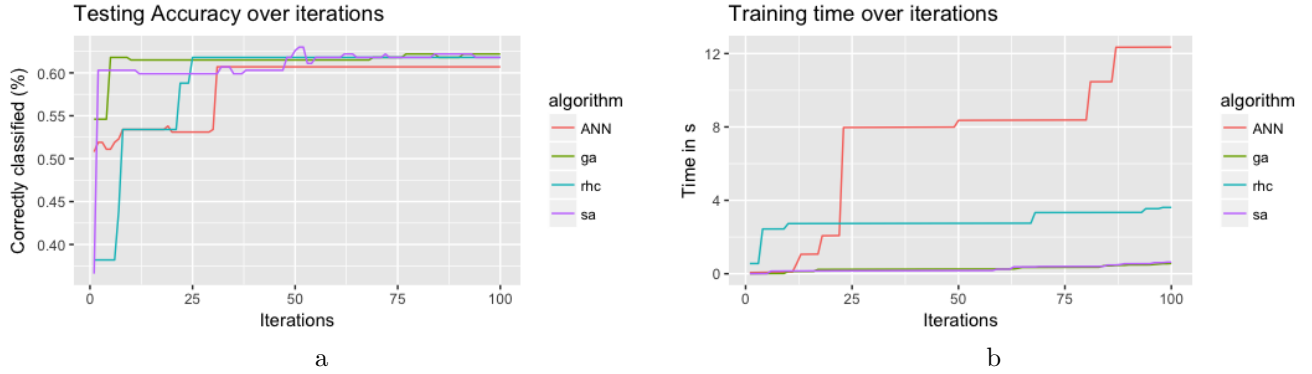 Testing Accuracy over iterations
Correctly classified (%)
0.60
0.55
0.50
0.45
0.40
0
25
50
75
100
Iterations
algorithm
ANN
ga
rhc
sa
a
Training time over iterations
Time in s
12
8
4
0
0
25
50
75
100
Iterations
algorithm
ANN
ga
rhc
sa
b